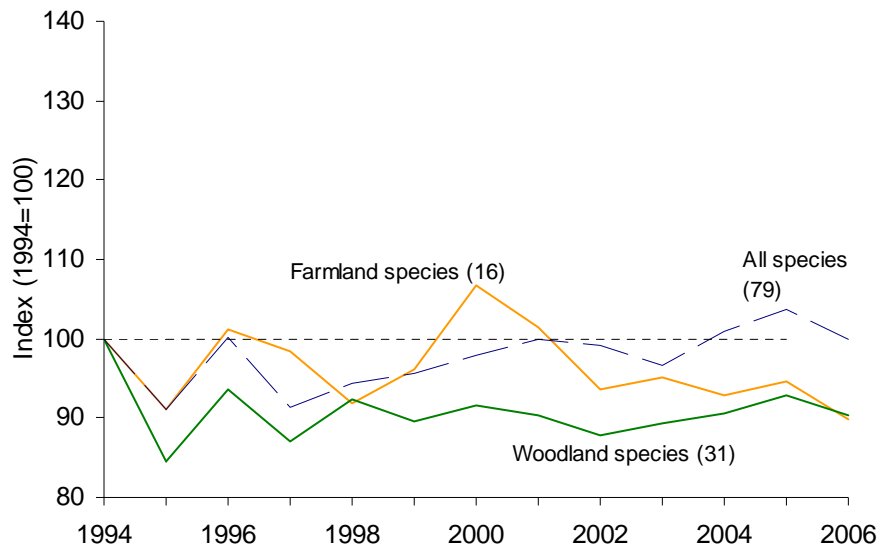 140
130
120
110
100
90
80
Index (1994=100)
Farmland species (16)
All species
(79)
Woodland species (31)
1994 1996 1998 2000 2002 2004 2006